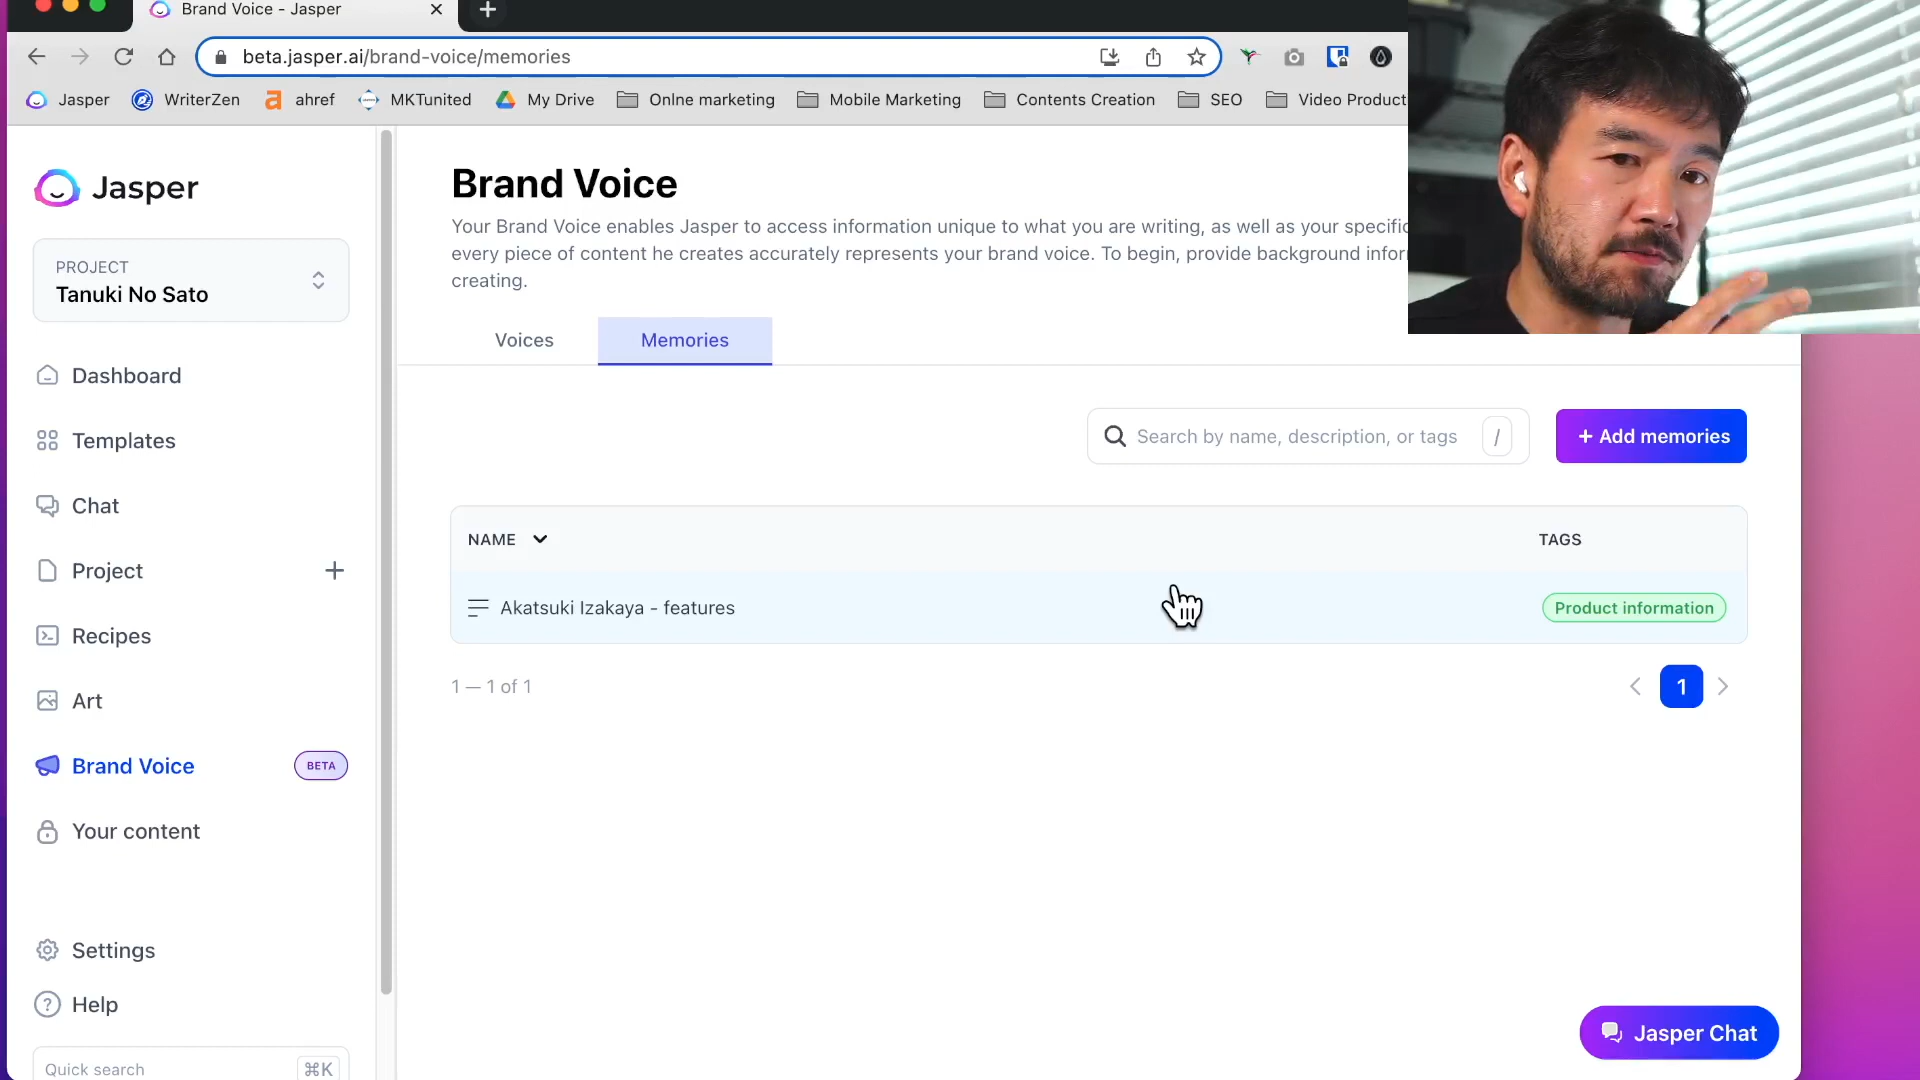 Brand Voice - Jasper
beta.jasper.ai/brand-voice/memories
Jasper WriterZen ahref MKTunited My Drive Onlne marketing Mobile Marketing Contents Creation SEO Video Product
Jasper
PROJECT
Tanuki No Sato
Dashboard
Templates
Chat
Project
Recipes
Art
Brand Voice BETA
Your content
Settings
Help
Quick search ⌘K
Brand Voice
Your Brand Voice enables Jasper to access information unique to what you are writing, as well as your specific
every piece of content he creates accurately represents your brand voice. To begin, provide background infor
creating.
Voices Memories
Search by name, description, or tags /
+ Add memories
NAME TAGS
Akatsuki Izakaya - features Product information
1 — 1 of 1
1
Jasper Chat